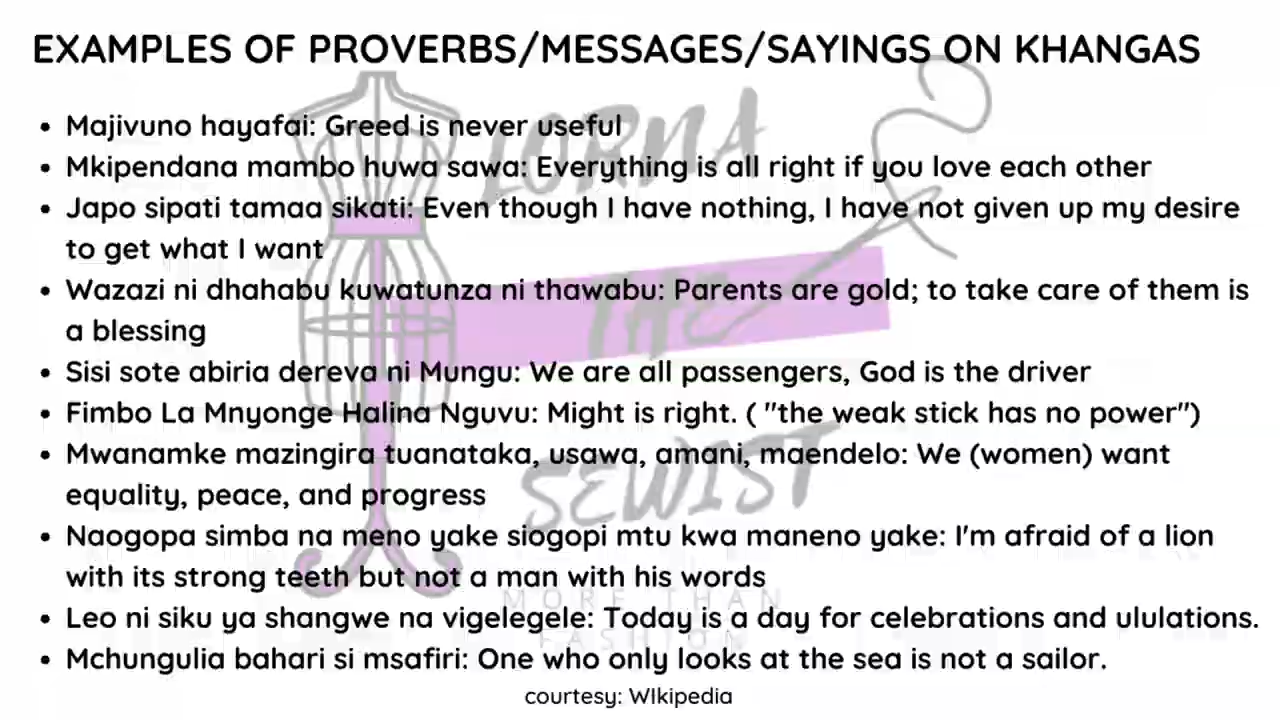 EXAMPLES OF PROVERBS/MESSAGES/SAYINGS ON KHANGAS
• Majivuno hayafai: Greed is never useful
• Mkipendana mambo huwa sawa: Everything is all right if you love each other
• Japo sipati tamaa sikati: Even though I have nothing, I have not given up my desire
to get what I want
• Wazazi ni dhahabu kuwatunza ni thawabu: Parents are gold; to take care of them is
a blessing
• Sisi sote abiria dereva ni Mungu: We are all passengers, God is the driver
• Fimbo La Mnyonge Halina Nguvu: Might is right. ( "the weak stick has no power")
• Mwanamke mazingira tuanataka, usawa, amani, maendelo: We (women) want
equality, peace, and progress
• Naogopa simba na meno yake siogopi mtu kwa maneno yake: I'm afraid of a lion
with its strong teeth but not a man with his words
• Leo ni siku ya shangwe na vigelegele: Today is a day for celebrations and ululations.
• Mchungulia bahari si msafiri: One who only looks at the sea is not a sailor.
courtesy: WIkipedia
LORNA
THE
SEWIST
MORE THAN
FASHION